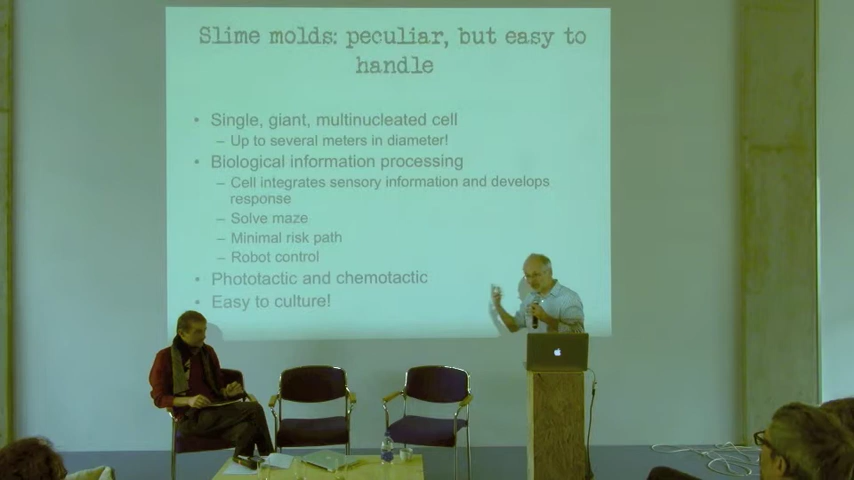 Slime molds: peculiar, but easy to
handle
• Single, giant, multinucleated cell
– Up to several meters in diameter!
• Biological information processing
– Cell integrates sensory information and develops
response
– Solve maze
– Minimal risk path
– Robot control
• Phototactic and chemotactic
• Easy to culture!